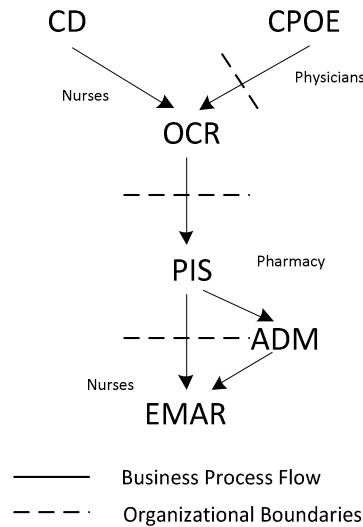 CD
CPOE
Nurses
Physicians
OCR
PIS
Pharmacy
ADM
Nurses
EMAR
Business Process Flow
Organizational Boundaries